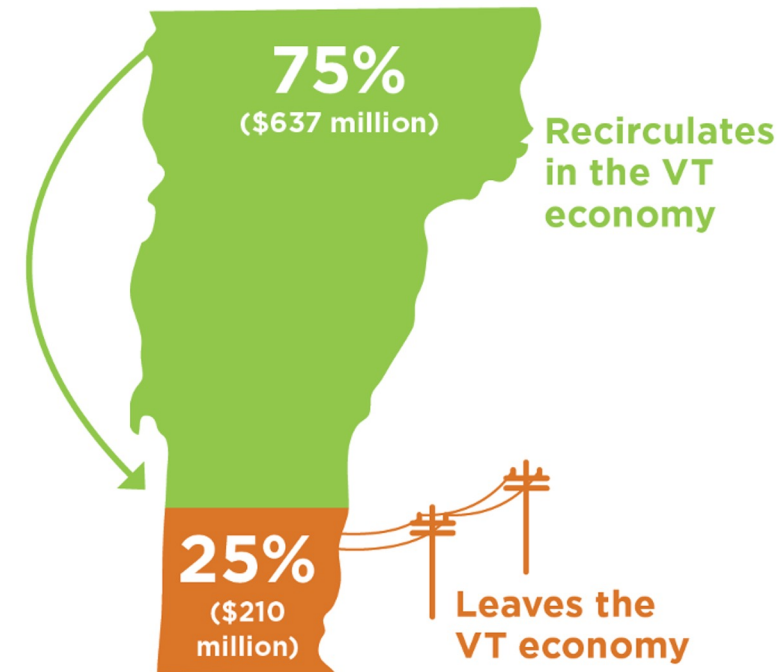 75%
($637 million)
Recirculates
in the VT
economy
25%
($210
million)
Leaves the
VT economy